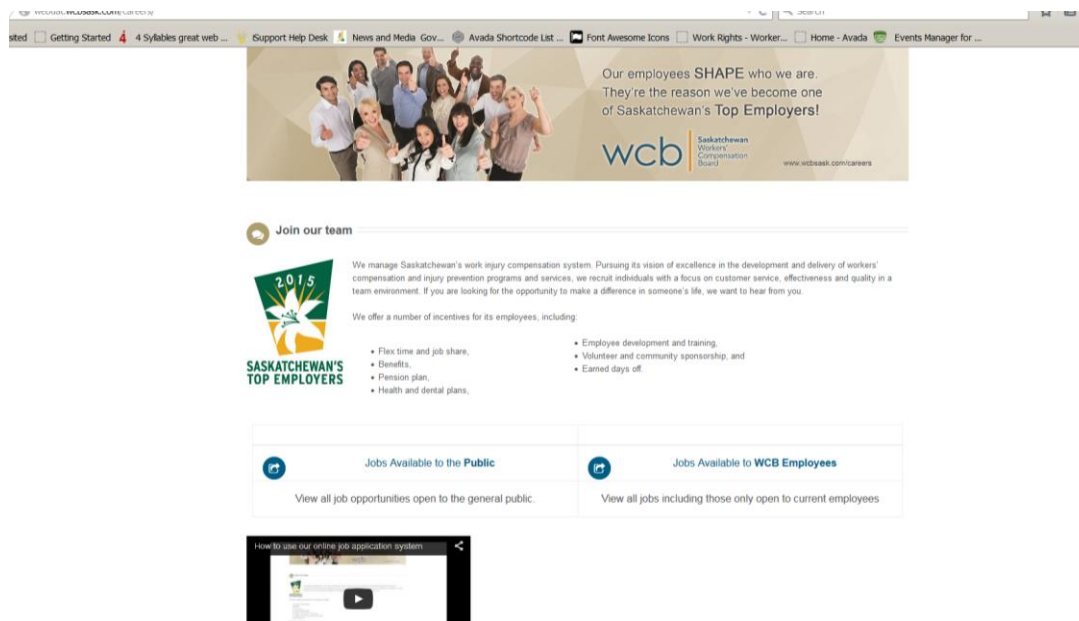 wcbsask.com/careers/
Search
sited Getting Started 4 4 Syllables great web ... iSupport Help Desk News and Media Gov... Avada Shortcode List ... Font Awesome Icons Work Rights - Worker... Home - Avada Events Manager for ...
Our employees SHAPE who we are.
They're the reason we've become one
of Saskatchewan's Top Employers!
wcb
Saskatchewan
Workers'
Compensation
Board
www.wcbsask.com/careers
Join our team
We manage Saskatchewan's work injury compensation system. Pursuing its vision of excellence in the development and delivery of workers'
compensation and injury prevention programs and services, we recruit individuals with a focus on customer service, effectiveness and quality in a
team environment. If you are looking for the opportunity to make a difference in someone's life, we want to hear from you.
2015
SASKATCHEWAN'S
TOP EMPLOYERS
We offer a number of incentives for its employees, including:
• Flex time and job share,
• Benefits,
• Pension plan,
• Health and dental plans,
• Employee development and training,
• Volunteer and community sponsorship, and
• Earned days off.
Jobs Available to the Public
View all job opportunities open to the general public.
Jobs Available to WCB Employees
View all jobs including those only open to current employees
How to use our online job application system